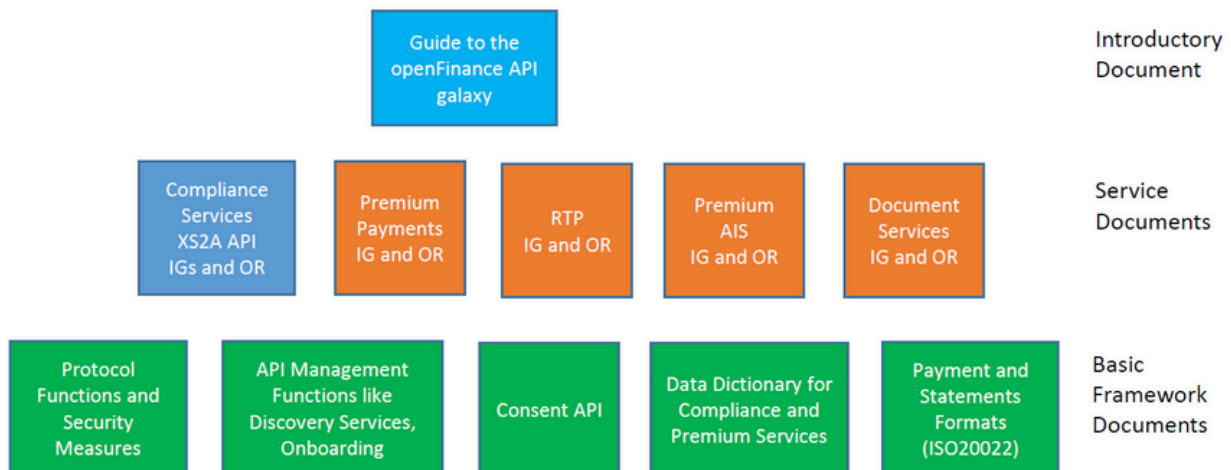 Guide to the
openFinance API
galaxy
Introductory
Document
Compliance
Services
XS2A API
IGs and OR
Premium
Payments
IG and OR
RTP
IG and OR
Premium
AIS
IG and OR
Document
Services
IG and OR
Service
Documents
Protocol
Functions and
Security
Measures
API Management
Functions like
Discovery Services,
Onboarding
Consent API
Data Dictionary for
Compliance and
Premium Services
Payment and
Statements
Formats
(ISO20022)
Basic
Framework
Documents